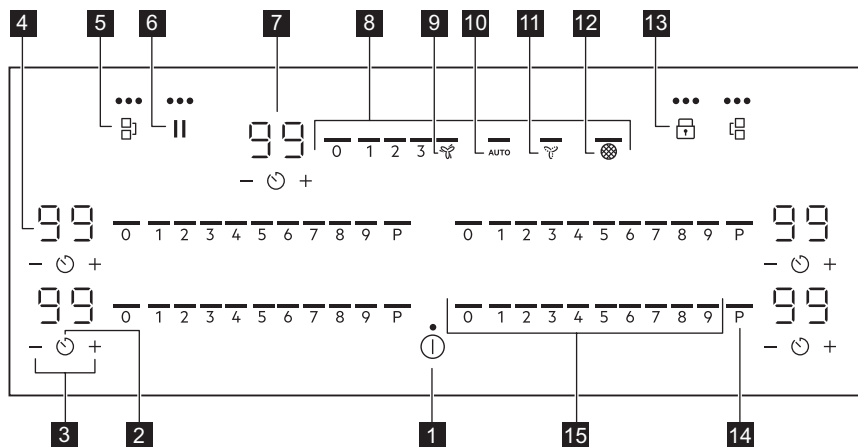 4 5 6 7 8 9 10 11 12 13
99 0 1 2 3 AUTO
- +
99 0 1 2 3 4 5 6 7 8 9 P 0 1 2 3 4 5 6 7 8 9 P 99
- + - +
99 0 1 2 3 4 5 6 7 8 9 P 0 1 2 3 4 5 6 7 8 9 P 99
- + - +
3 2 1 15 14